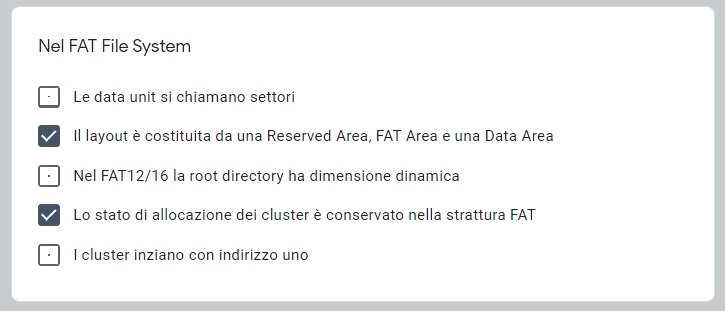 Nel FAT File System
Le data unit si chiamano settori
Il layout è costituita da una Reserved Area, FAT Area e una Data Area
Nel FAT12/16 la root directory ha dimensione dinamica
Lo stato di allocazione dei cluster è conservato nella strattura FAT
I cluster inziano con indirizzo uno